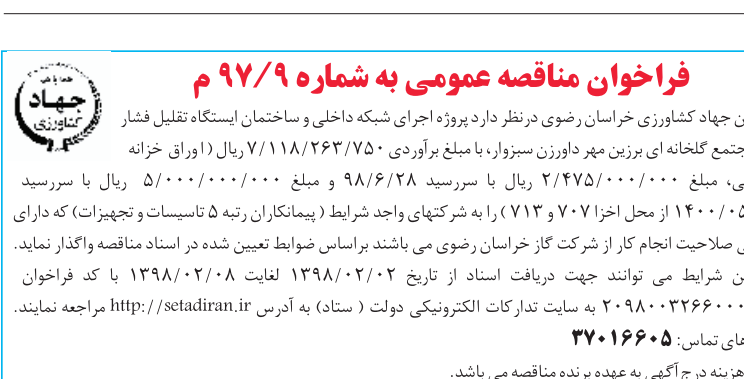 فراخوان مناقصه عمومی به شماره ۹۷/۹ م
همه با هم
جهاد
کشاورزی
جهاد کشاورزی خراسان رضوی درنظر دارد پروژه اجرای شبکه داخلی و ساختمان ایستگاه تقلیل فشار
گلخانه ای برزین مهر داورزن سبزوار، با مبلغ برآوردی ۷/۱۱۸/۲۶۳/۷۵۰ ریال (اوراق خزانه
مبلغ ۲/۴۷۵/۰۰۰/۰۰۰ ریال با سررسید ۹۸/۶/۲۸ و مبلغ ۵/۰۰۰/۰۰۰/۰۰۰ ریال با سررسید
از محل اخزا ۷۰۷ و ۷۱۳ ) را به شرکتهای واجد شرایط ( پیمانکاران رتبه ۵ تاسیسات و تجهیزات) که دارای
صلاحیت انجام کار از شرکت گاز خراسان رضوی می باشند براساس ضوابط تعیین شده در اسناد مناقصه واگذار نماید.
شرایط می توانند جهت دریافت اسناد از تاریخ ۱۳۹۸/۰۲/۰۲ لغایت ۱۳۹۸/۰۲/۰۸ با کد فراخوان
به سایت تدارکات الکترونیکی دولت ( ستاد) به آدرس http://setadiran.ir مراجعه نمایند.
های تماس: ۳۷۰۱۶۶۰۵
هزینه درج آگهی به عهده برنده مناقصه می باشد.